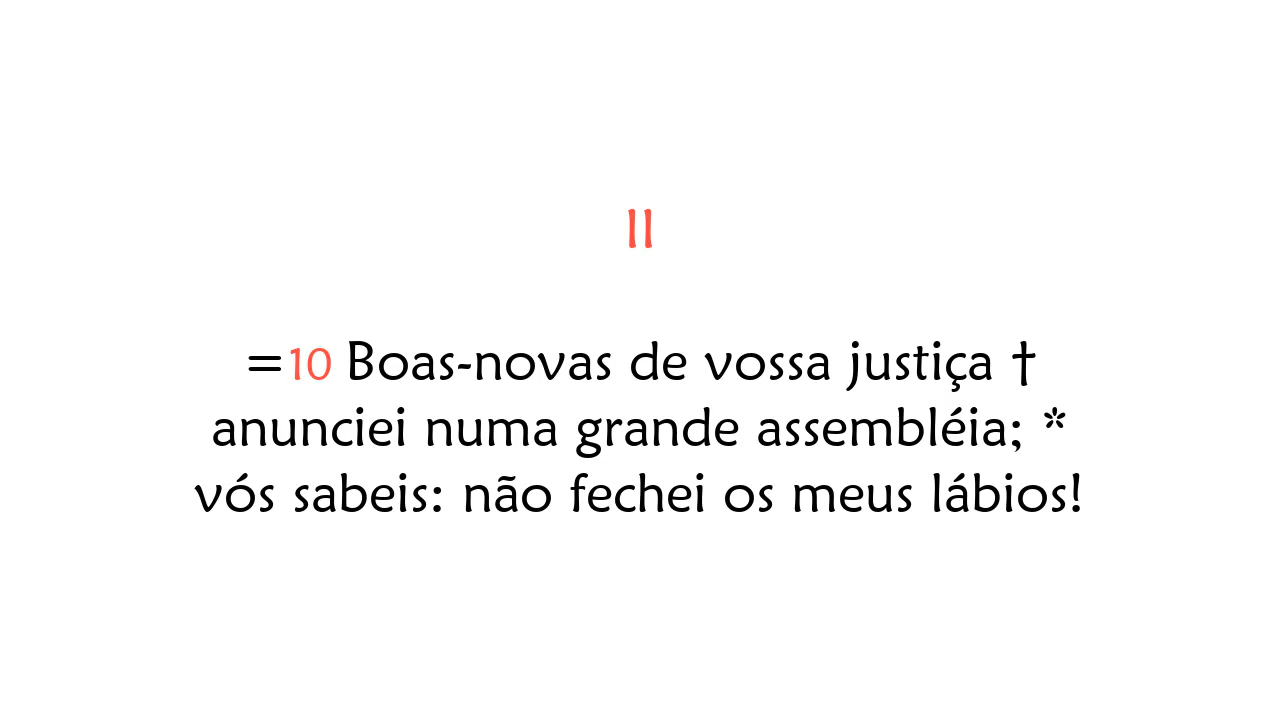 II
=10 Boas-novas de vossa justiça †
anunciei numa grande assembléia; *
vós sabeis: não fechei os meus lábios!